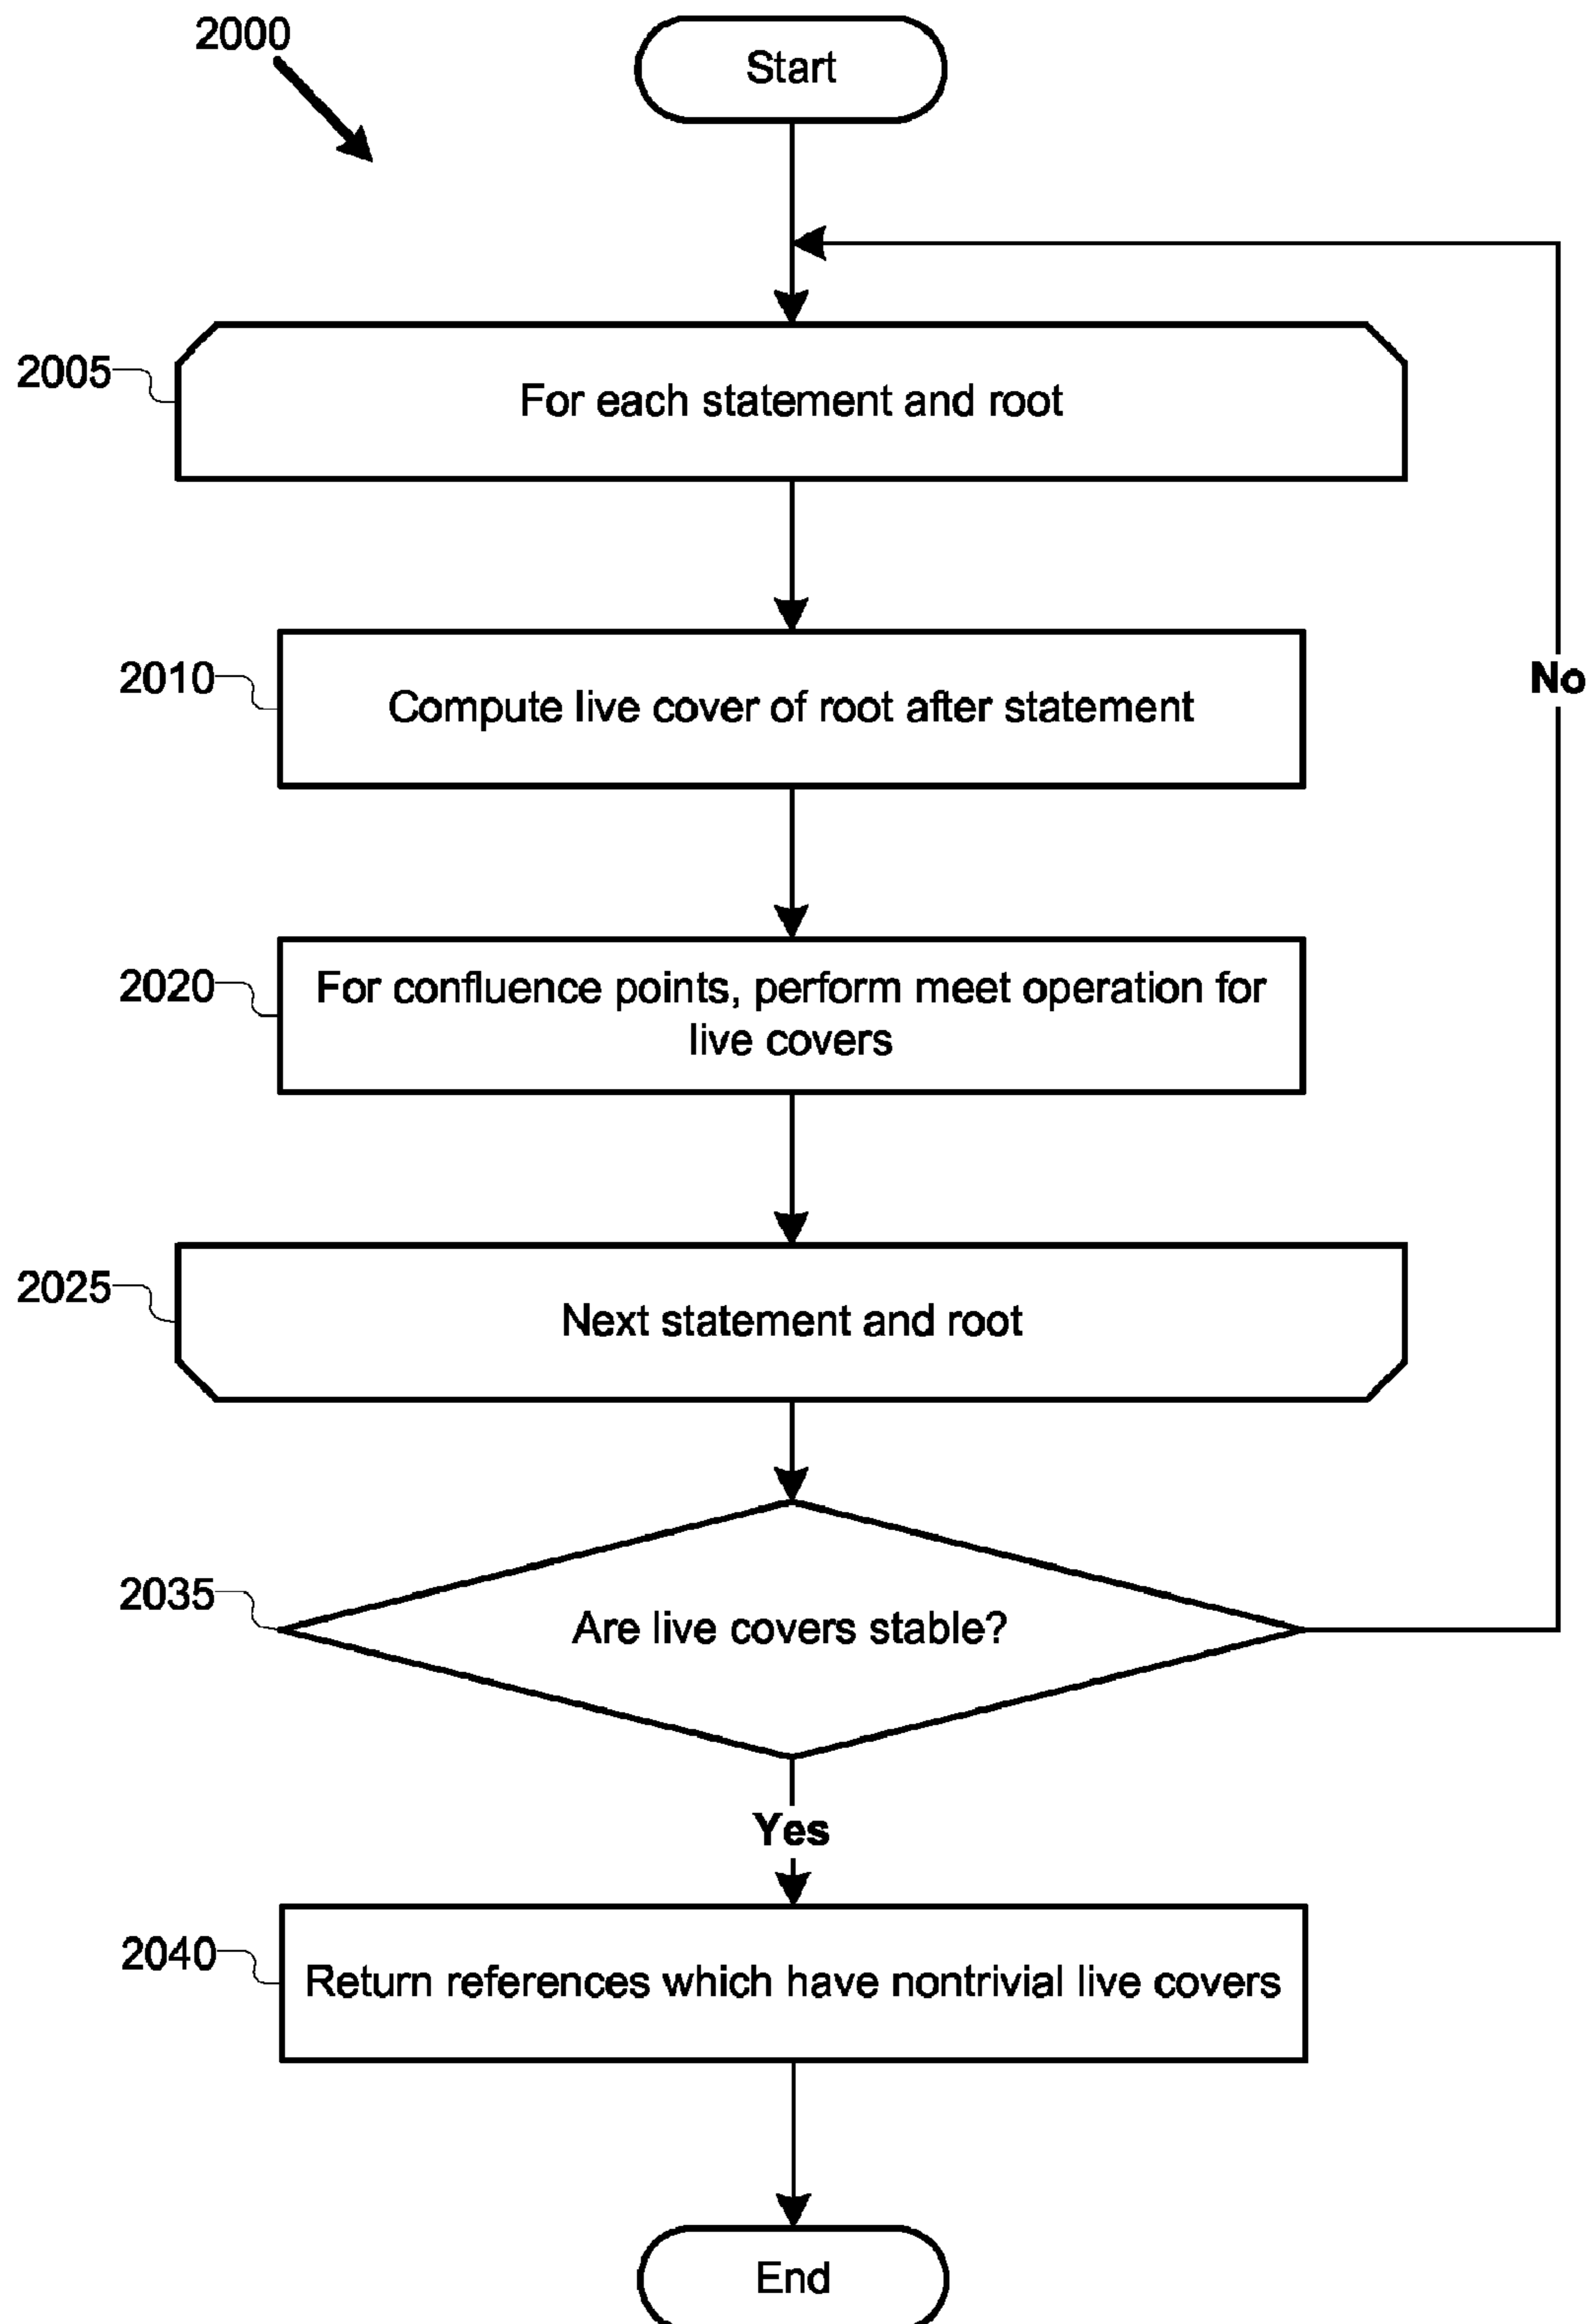 2000
Start
2005
For each statement and root
2010
Compute live cover of root after statement
No
2020
For confluence points, perform meet operation for
live covers
2025
Next statement and root
2035
Are live covers stable?
Yes
2040
Return references which have nontrivial live covers
End